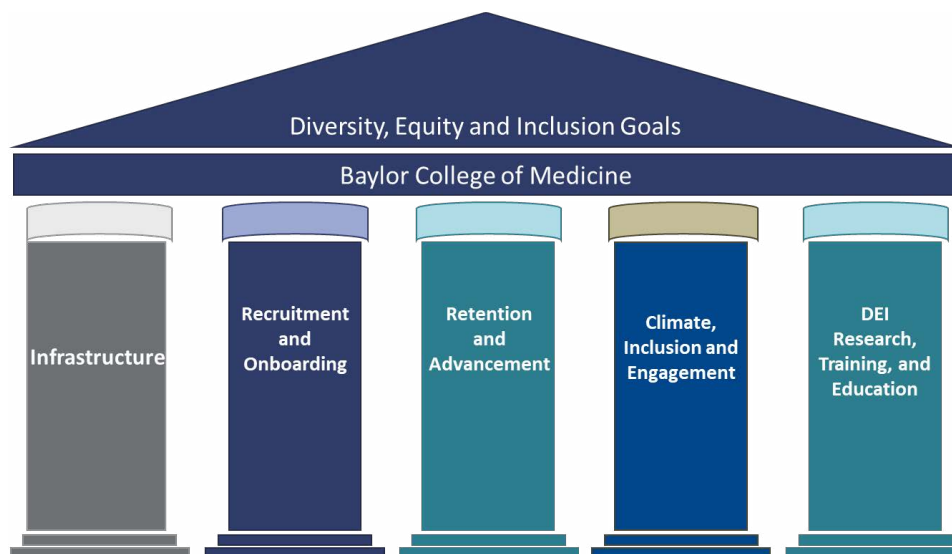 Diversity, Equity and Inclusion Goals
Baylor College of Medicine
Infrastructure
Recruitment
and
Onboarding
Retention
and
Advancement
Climate,
Inclusion and
Engagement
DEI
Research,
Training, and
Education